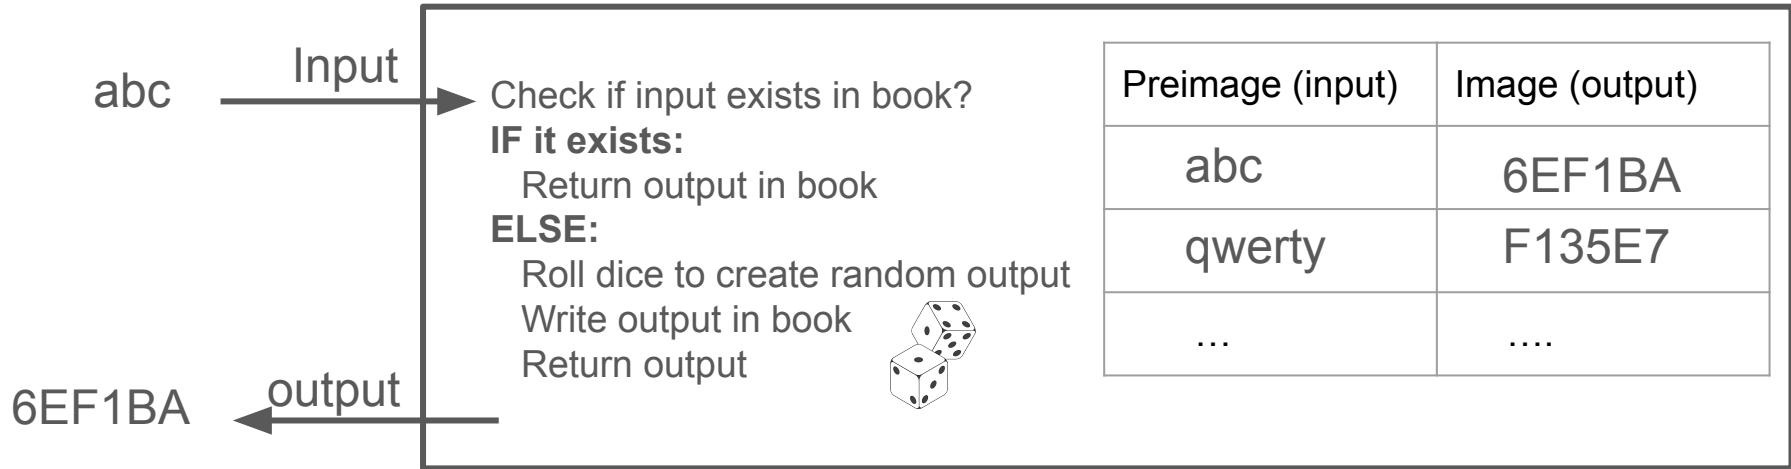 abc
Input
Check if input exists in book?
IF it exists:
Return output in book
ELSE:
Roll dice to create random output
Write output in book
Return output
6EF1BA
output
Preimage (input) Image (output)
abc 6EF1BA
qwerty F135E7
... ....